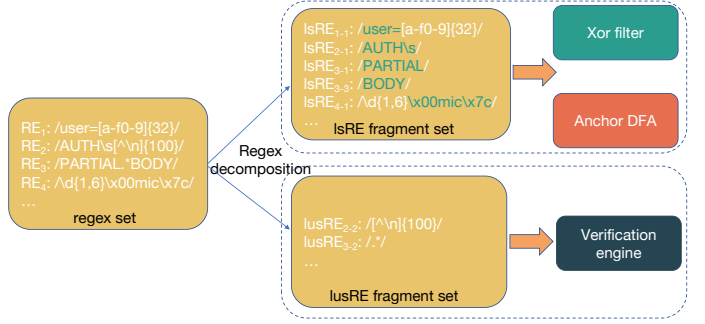 RE1: /user=[a-f0-9]{32}/
RE2: /AUTH\s[^\n]{100}/
RE3: /PARTIAL.*BODY/
RE4: /\d{1,6}\x00mic\x7c/
...
regex set
Regex
decomposition
lsRE1-1: /user=[a-f0-9]{32}/
lsRE2-1: /AUTH\s/
lsRE3-1: /PARTIAL/
lsRE3-3: /BODY/
lsRE4-1: /\d{1,6}\x00mic\x7c/
...
lsRE fragment set
Xor filter
Anchor DFA
lusRE2-2: /[^\n]{100}/
lusRE3-2: /.*/
...
lusRE fragment set
Verification
engine